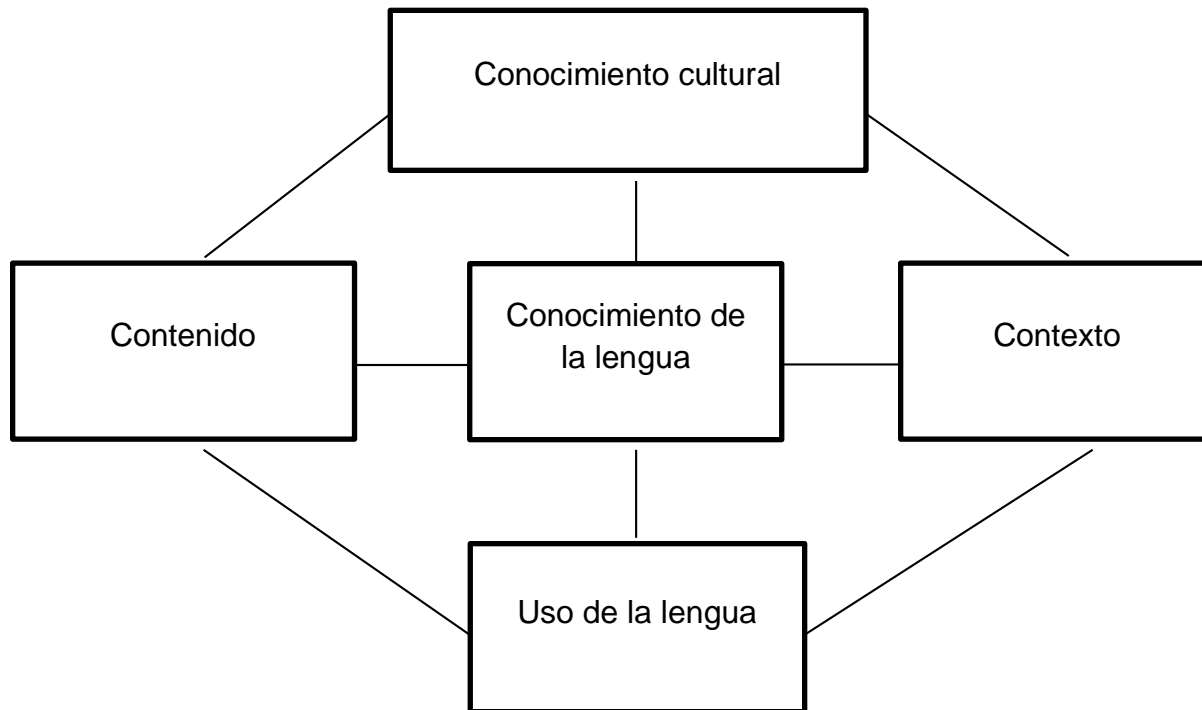 Conocimiento cultural
Contenido
Conocimiento de
la lengua
Contexto
Uso de la lengua